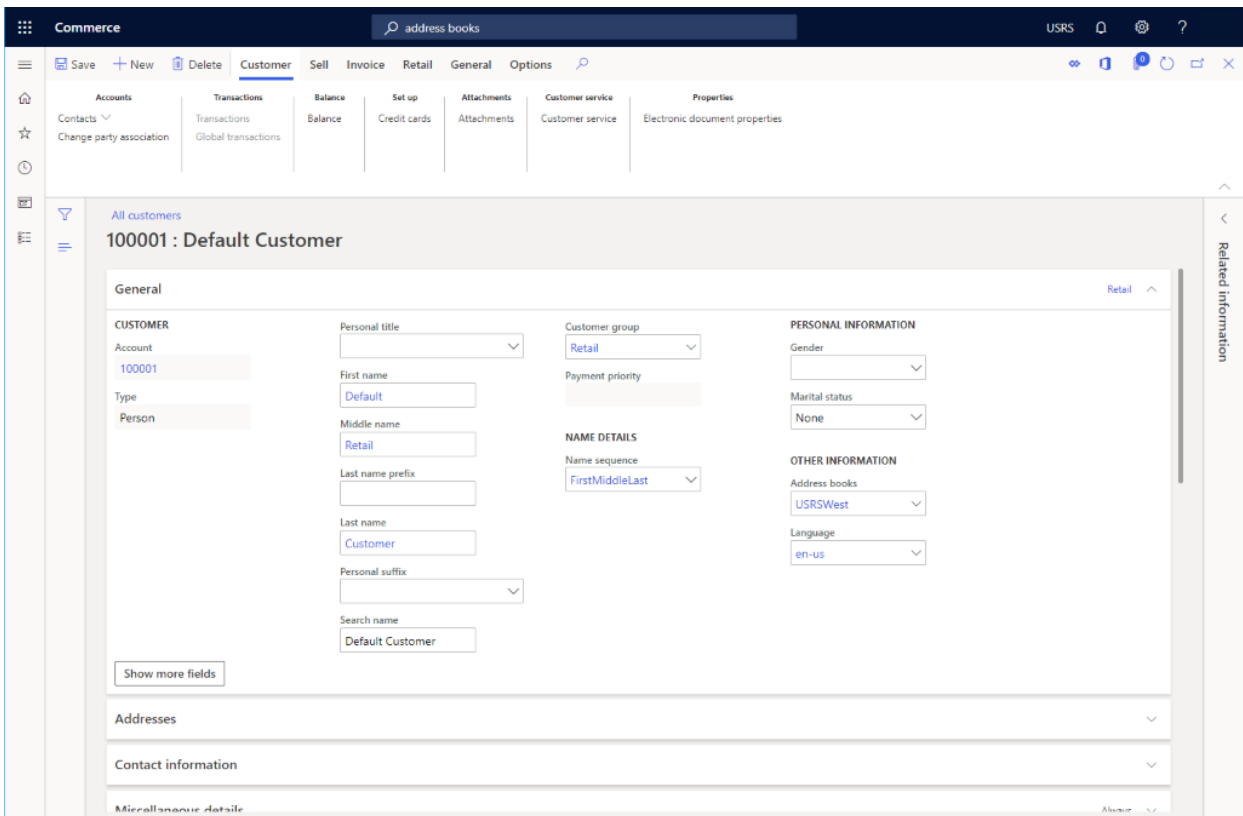 Commerce
address books
USRS
?
Save
New
Delete
Customer
Sell
Invoice
Retail
General
Options
0
Accounts
Contacts
Change party association
Transactions
Transactions
Global transactions
Balance
Balance
Set up
Credit cards
Attachments
Attachments
Customer service
Customer service
Properties
Electronic document properties
All customers
100001 : Default Customer
Related information
General
Retail
CUSTOMER
Account
100001
Type
Person
Personal title
First name
Default
Middle name
Retail
Last name prefix
Last name
Customer
Personal suffix
Search name
Default Customer
Customer group
Retail
Payment priority
NAME DETAILS
Name sequence
FirstMiddleLast
PERSONAL INFORMATION
Gender
Marital status
None
OTHER INFORMATION
Address books
USRSWest
Language
en-us
Show more fields
Addresses
Contact information
Miscellaneous details
Always